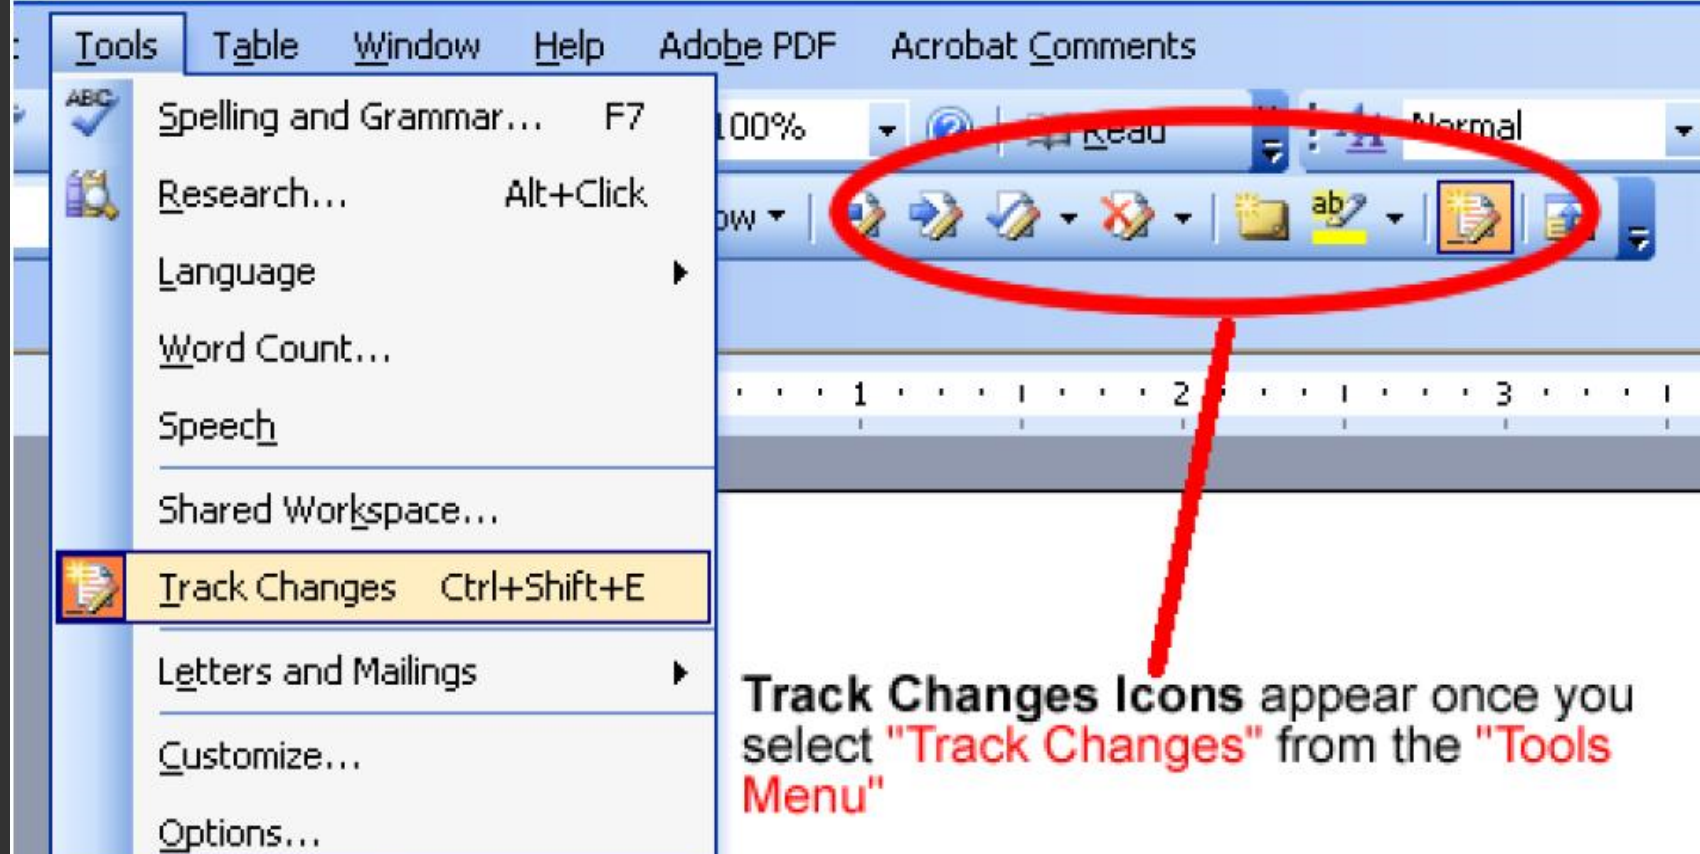 Tools Table Window Help Adobe PDF Acrobat Comments
ABC Spelling and Grammar... F7
100% Read Normal
Research... Alt+Click
ab
Language
Word Count...
1 2 3
Speech
Shared Workspace...
Track Changes Ctrl+Shift+E
Letters and Mailings
Customize...
Options...
Track Changes Icons appear once you
select "Track Changes" from the "Tools
Menu"